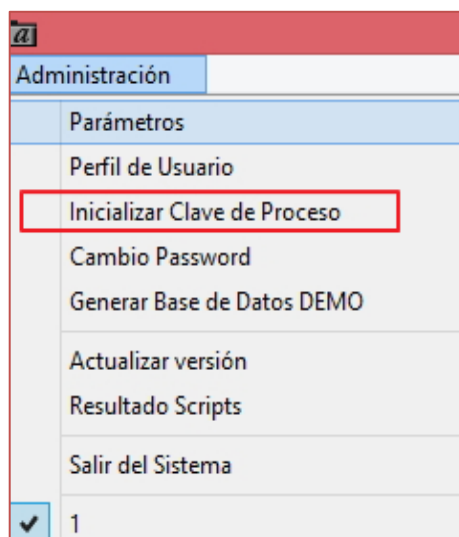 a
Administración
Parámetros
Perfil de Usuario
Inicializar Clave de Proceso
Cambio Password
Generar Base de Datos DEMO
Actualizar versión
Resultado Scripts
Salir del Sistema
1